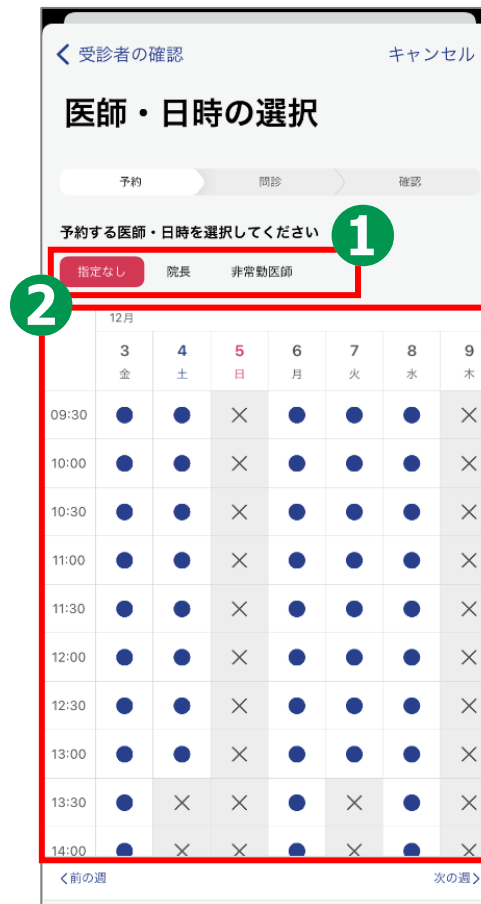 受診者の確認 キャンセル
医師・日時の選択
予約 問診 確認
予約する医師・日時を選択してください
1
指定なし 院長 非常勤医師
2
12月
3 4 5 6 7 8 9
金 土 日 月 火 水 木
09:30 ● ● × ● ● ● ×
10:00 ● ● × ● ● ● ×
10:30 ● ● × ● ● ● ×
11:00 ● ● × ● ● ● ×
11:30 ● ● × ● ● ● ×
12:00 ● ● × ● ● ● ×
12:30 ● ● × ● ● ● ×
13:00 ● ● × ● ● ● ×
13:30 ● × × ● × ● ×
14:00 ● × × ● × ● ×
<前の週 次の週>